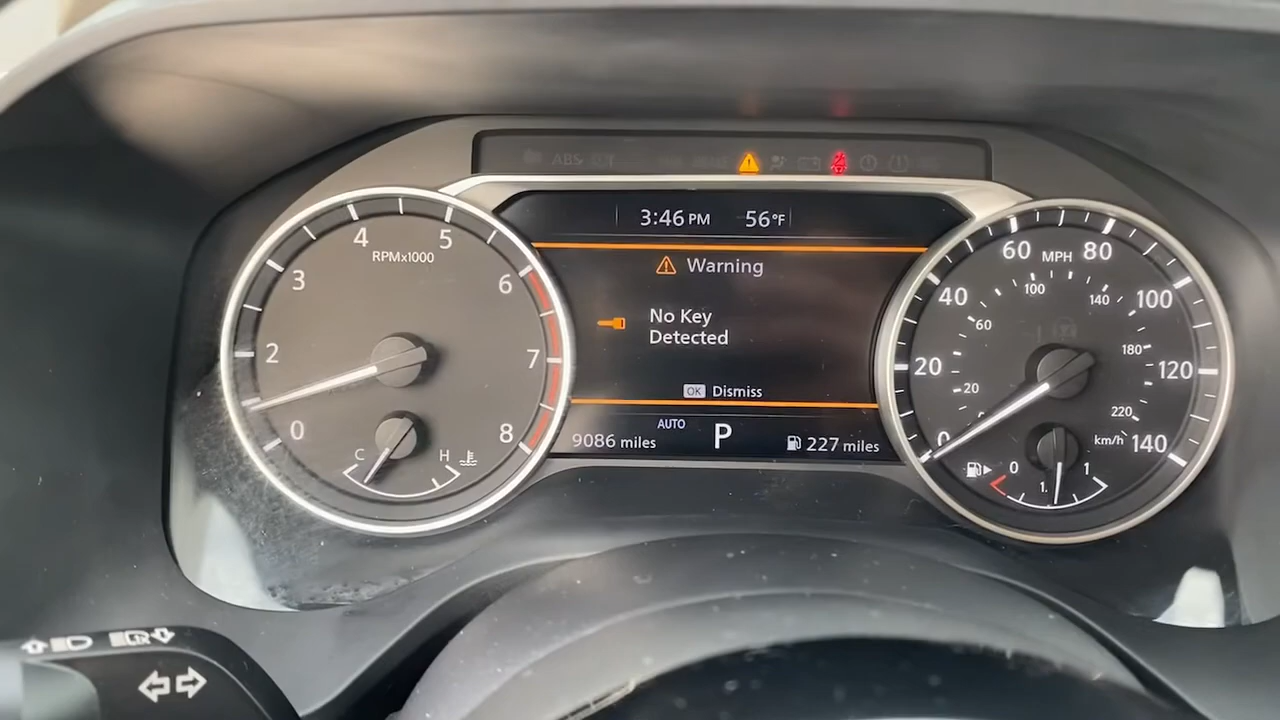 ABS
3:46 PM 56°F
Warning
No Key
Detected
OK Dismiss
AUTO
9086 miles P 227 miles
RPMx1000
0
2
3
4
5
6
7
8
C H
MPH
0
20
40
60
80
100
120
140
km/h
20
60
100
140
180
220
0 1